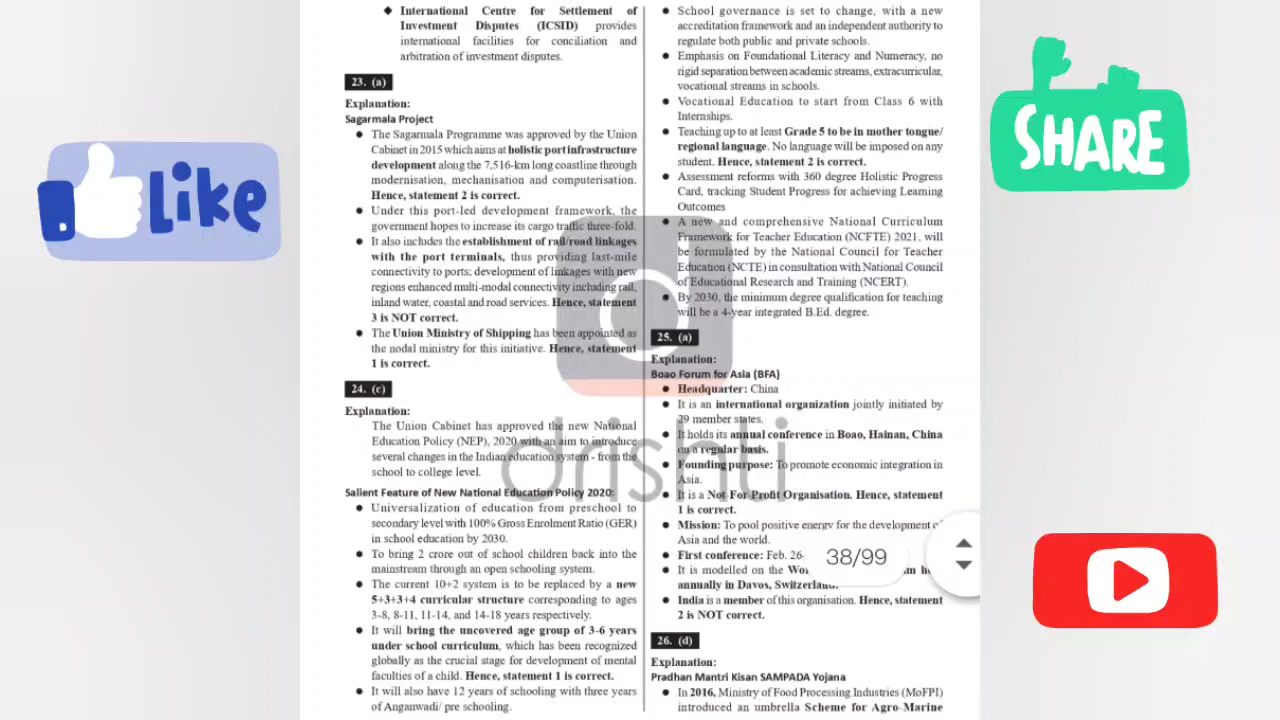 Like
◆ International Centre for Settlement of
Investment Disputes (ICSID) provides
international facilities for conciliation and
arbitration of investment disputes.
23. (a)
Explanation:
Sagarmala Project
● The Sagarmala Programme was approved by the Union
Cabinet in 2015 which aims at holistic port infrastructure
development along the 7,516-km long coastline through
modernisation, mechanisation and computerisation.
Hence, statement 2 is correct.
● Under this port-led development framework, the
government hopes to increase its cargo traffic three-fold.
● It also includes the establishment of rail/road linkages
with the port terminals, thus providing last-mile
connectivity to ports; development of linkages with new
regions enhanced multi-modal connectivity including rail,
inland water, coastal and road services. Hence, statement
3 is NOT correct.
● The Union Ministry of Shipping has been appointed as
the nodal ministry for this initiative. Hence, statement
1 is correct.
24. (c)
Explanation:
The Union Cabinet has approved the new National
Education Policy (NEP), 2020 with an aim to introduce
several changes in the Indian education system - from the
school to college level.
Salient Feature of New National Education Policy 2020:
● Universalization of education from preschool to
secondary level with 100% Gross Enrolment Ratio (GER)
in school education by 2030.
● To bring 2 crore out of school children back into the
mainstream through an open schooling system.
● The current 10+2 system is to be replaced by a new
5+3+3+4 curricular structure corresponding to ages
3-8, 8-11, 11-14, and 14-18 years respectively.
● It will bring the uncovered age group of 3-6 years
under school curriculum, which has been recognized
globally as the crucial stage for development of mental
faculties of a child. Hence, statement 1 is correct.
● It will also have 12 years of schooling with three years
of Anganwadi/ pre schooling.
● School governance is set to change, with a new
accreditation framework and an independent authority to
regulate both public and private schools.
● Emphasis on Foundational Literacy and Numeracy, no
rigid separation between academic streams, extracurricular,
vocational streams in schools.
● Vocational Education to start from Class 6 with
Internships.
● Teaching up to at least Grade 5 to be in mother tongue/
regional language. No language will be imposed on any
student. Hence, statement 2 is correct.
● Assessment reforms with 360 degree Holistic Progress
Card, tracking Student Progress for achieving Learning
Outcomes
● A new and comprehensive National Curriculum
Framework for Teacher Education (NCFTE) 2021, will
be formulated by the National Council for Teacher
Education (NCTE) in consultation with National Council
of Educational Research and Training (NCERT).
● By 2030, the minimum degree qualification for teaching
will be a 4-year integrated B.Ed. degree.
25. (a)
Explanation:
Boao Forum for Asia (BFA)
● Headquarter: China
● It is an international organization jointly initiated by
29 member states.
● It holds its annual conference in Boao, Hainan, China
on a regular basis.
● Founding purpose: To promote economic integration in
Asia.
● It is a Not-For-Profit Organisation. Hence, statement
1 is correct.
● Mission: To pool positive energy for the development
Asia and the world.
● First conference: Feb. 26-
● It is modelled on the
annually in Davos, Switzerland.
● India is a member of this organisation. Hence, statement
2 is NOT correct.
26. (d)
Explanation:
Pradhan Mantri Kisan SAMPADA Yojana
● In 2016, Ministry of Food Processing Industries (MoFPI)
introduced an umbrella Scheme for Agro-Marine
drishti
38/99
SHARE